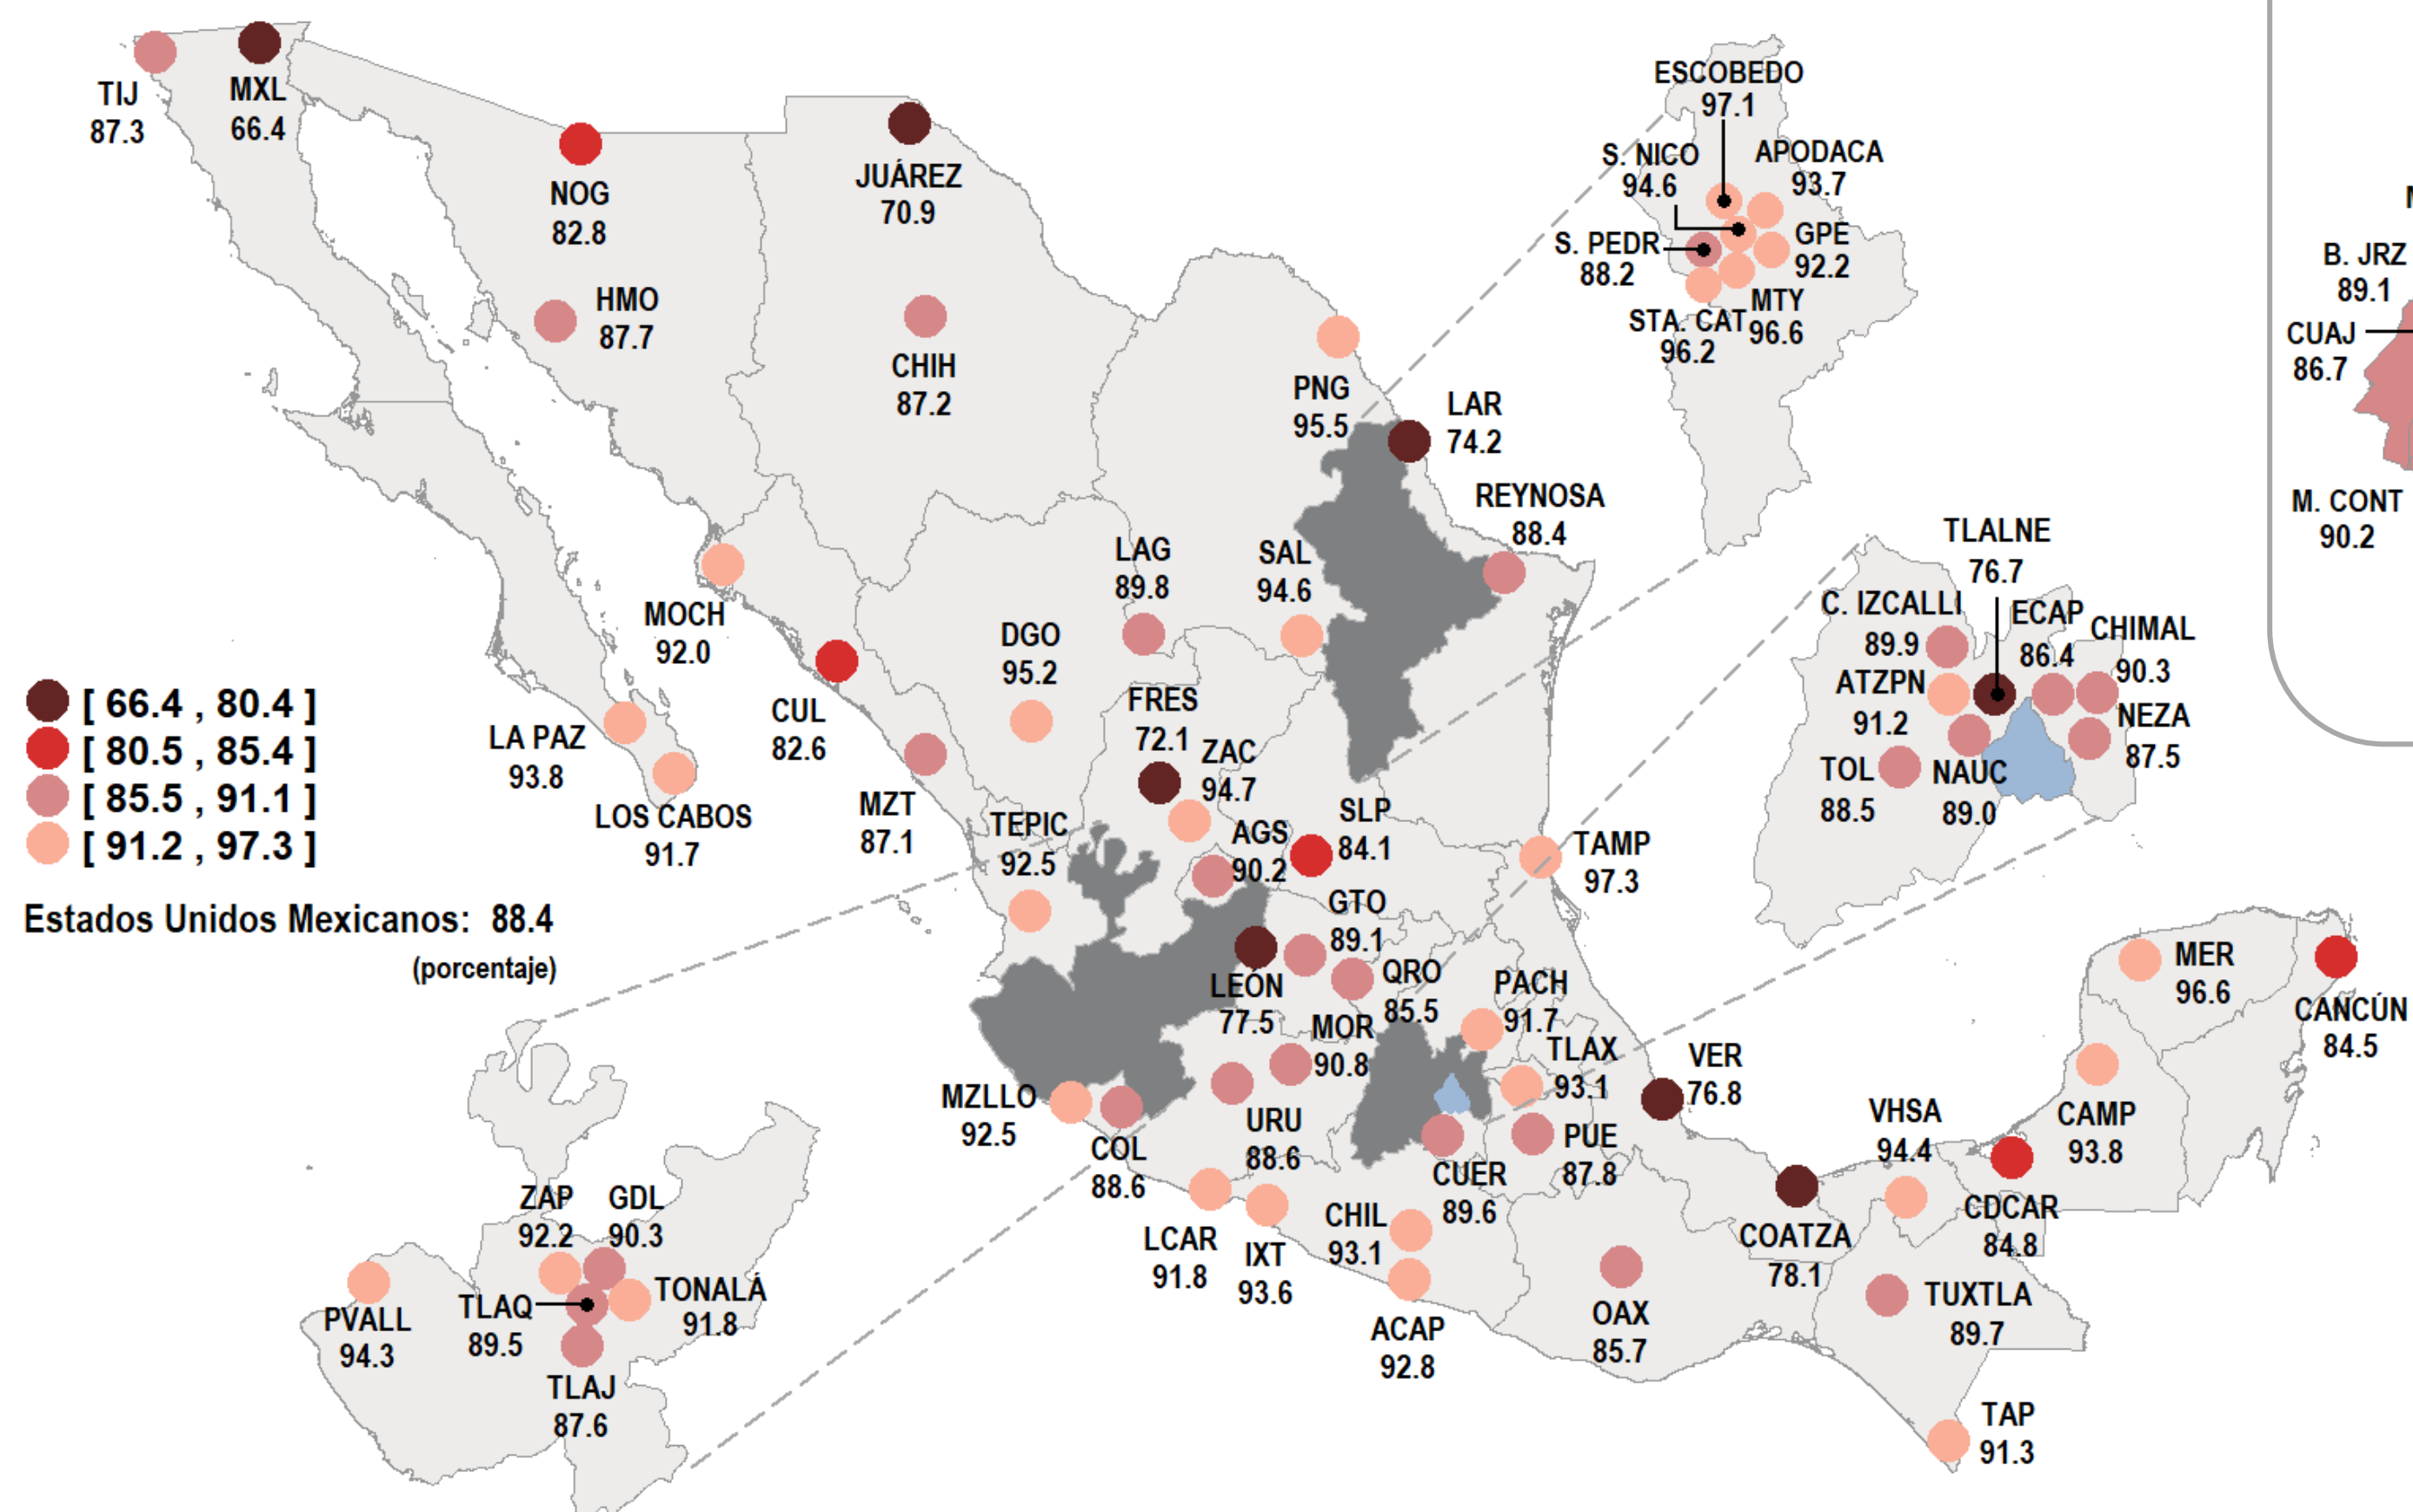 TIJ
87.3
MXL
66.4
NOG
82.8
HMO
87.7
JUÁREZ
70.9
CHIH
87.2
ESCOBEDO
97.1
S. NICO
94.6
APODACA
93.7
S. PEDR
88.2
GPE
92.2
MTY
96.6
STA. CAT
96.2
B. JRZ
89.1
CUAJ
86.7
M. CONT
90.2
PNG
95.5
LAR
74.2
REYNOSA
88.4
LAG
89.8
SAL
94.6
MOCH
92.0
DGO
95.2
CUL
82.6
LA PAZ
93.8
LOS CABOS
91.7
MZT
87.1
FRES
72.1
ZAC
94.7
TEPIC
92.5
AGS
90.2
SLP
84.1
TAMP
97.3
TLALNE
76.7
C. IZCALLI
89.9
ECAP
86.4
CHIMAL
90.3
ATZPN
91.2
NEZA
87.5
TOL
88.5
NAUC
89.0
[ 66.4 , 80.4 ]
[ 80.5 , 85.4 ]
[ 85.5 , 91.1 ]
[ 91.2 , 97.3 ]
Estados Unidos Mexicanos: 88.4
(porcentaje)
GTO
89.1
LEÓN
77.5
QRO
85.5
PACH
91.7
MOR
90.8
TLAX
93.1
VER
76.8
MER
96.6
CANCÚN
84.5
MZLLO
92.5
COL
88.6
URU
88.6
CUER
89.6
PUE
87.8
VHSA
94.4
CAMP
93.8
CDCAR
84.8
COATZA
78.1
LCAR
91.8
IXT
93.6
CHIL
93.1
ACAP
92.8
OAX
85.7
TUXTLA
89.7
TAP
91.3
ZAP
92.2
GDL
90.3
PVALL
94.3
TLAQ
89.5
TONALÁ
91.8
TLAJ
87.6